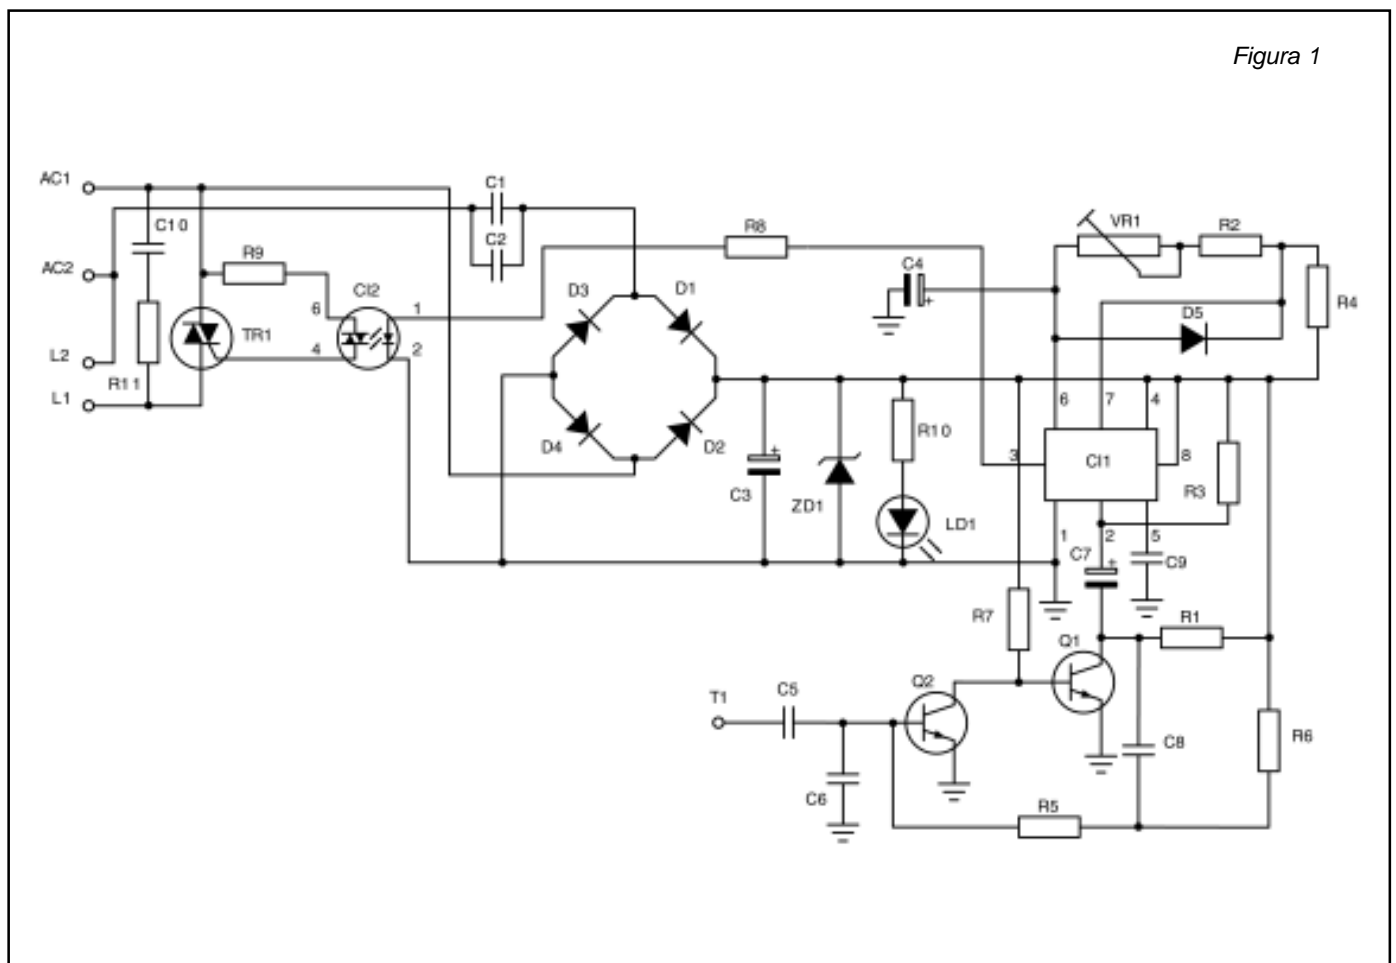 Figura 1
AC1
C10
C1
C2
R8
VR1
R2
AC2
R9
C4
+
CI2
D3
D1
D5
R4
6
1
TR1
4
2
L2
R11
L1
6
7
4
D4
D2
R10
3
CI1
8
+
C3
ZD1
LD1
R3
1
2
5
C7
+
C9
R7
R1
Q1
Q2
T1
C5
C8
R6
C6
R5